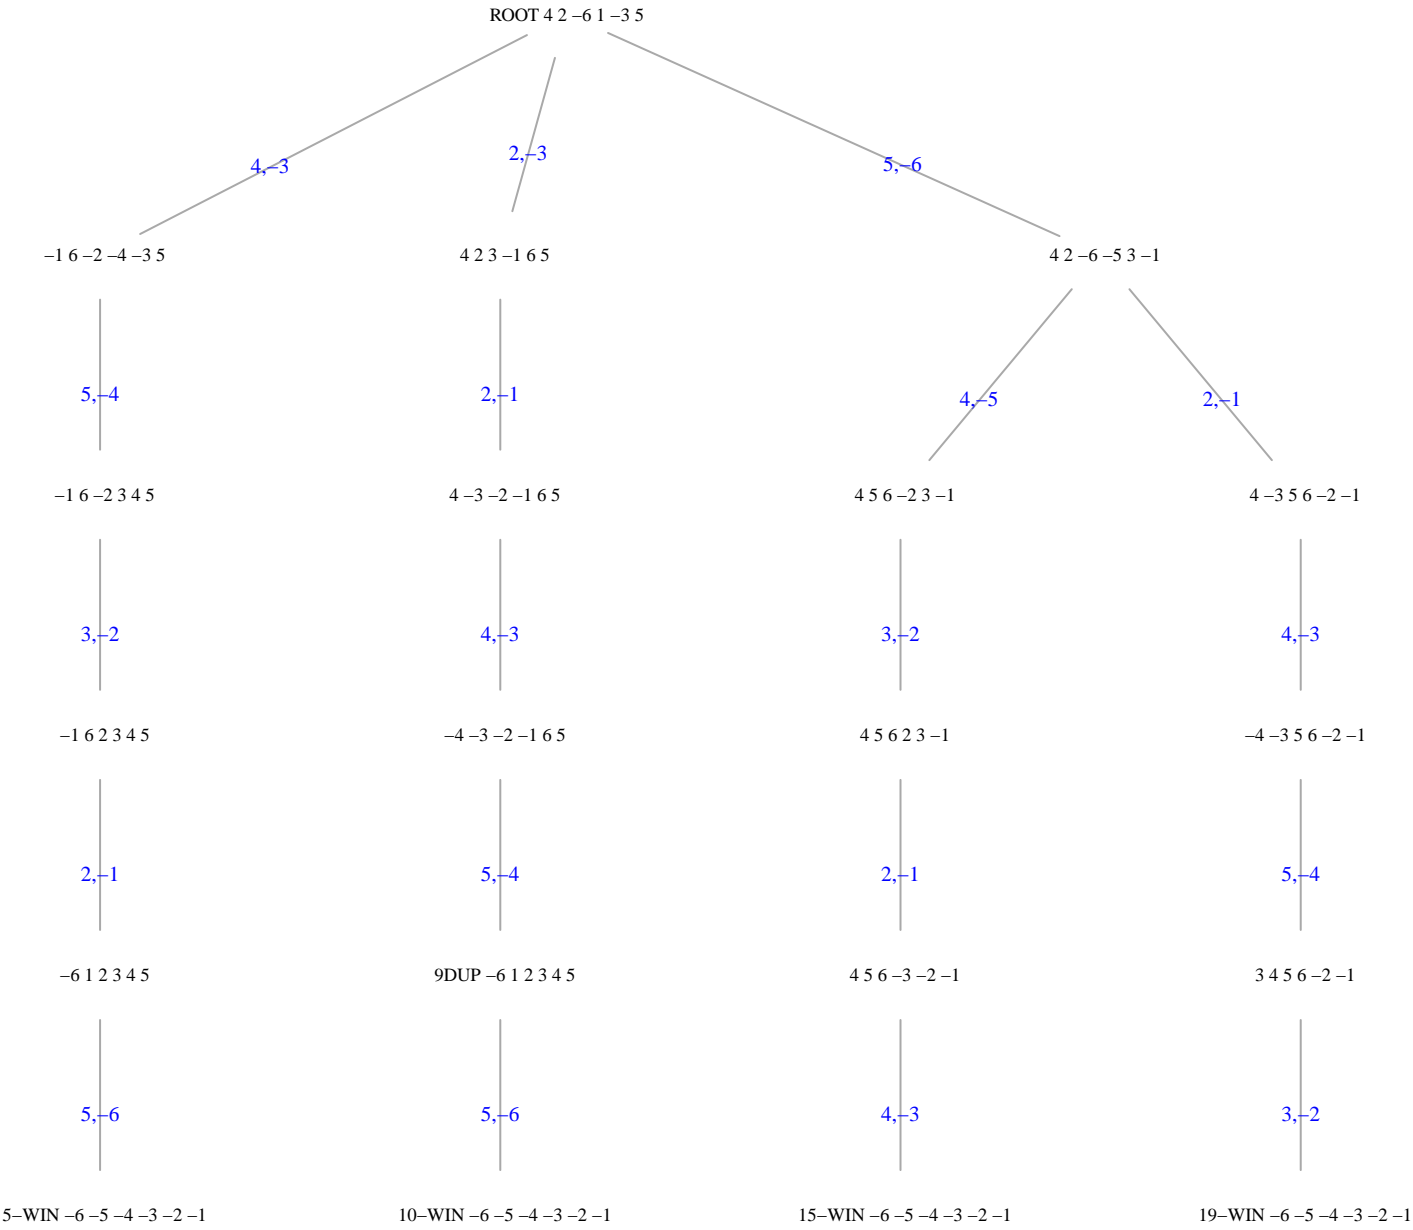 ROOT 4 2 –6 1 –3 5
4,–3
2,–3
5,–6
–1 6 –2 –4 –3 5
4 2 3 –1 6 5
4 2 –6 –5 3 –1
5,–4
2,–1
4,–5
2,–1
–1 6 –2 3 4 5
4 –3 –2 –1 6 5
4 5 6 –2 3 –1
4 –3 5 6 –2 –1
3,–2
4,–3
3,–2
4,–3
–1 6 2 3 4 5
–4 –3 –2 –1 6 5
4 5 6 2 3 –1
–4 –3 5 6 –2 –1
2,–1
5,–4
2,–1
5,–4
–6 1 2 3 4 5
9DUP –6 1 2 3 4 5
4 5 6 –3 –2 –1
3 4 5 6 –2 –1
5,–6
5,–6
4,–3
3,–2
5–WIN –6 –5 –4 –3 –2 –1
10–WIN –6 –5 –4 –3 –2 –1
15–WIN –6 –5 –4 –3 –2 –1
19–WIN –6 –5 –4 –3 –2 –1